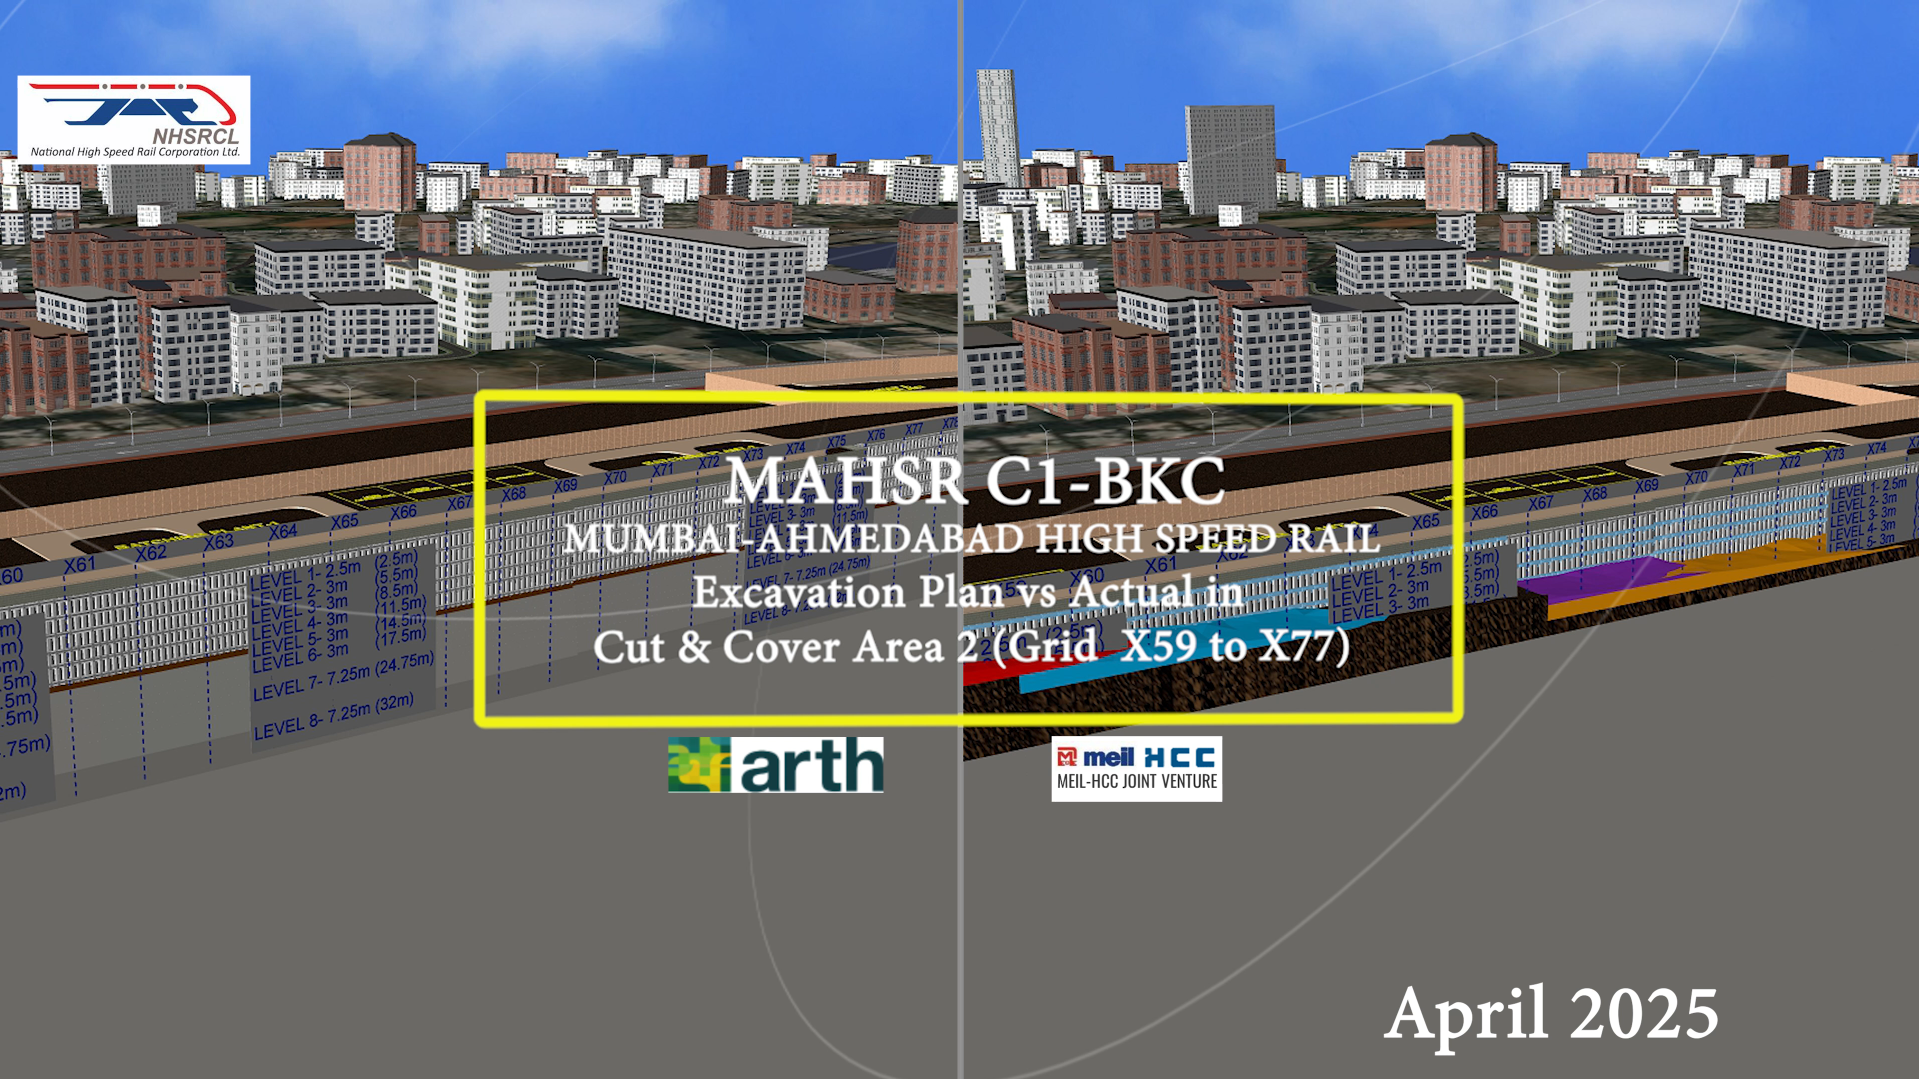 NHSRCL
National High Speed Rail Corporation Ltd.
MAHSR C1-BKC
MUMBAI-AHMEDABAD HIGH SPEED RAIL
Excavation Plan vs Actual in
Cut & Cover Area 2 (Grid X59 to X77)
arth
meil HCC
MEIL-HCC JOINT VENTURE
April 2025
X61 X62 X63 X64 X65 X66 X67 X68 X69 X70 X71 X72 X73 X74 X75 X76 X77
LEVEL 1- 2.5m (2.5m)
LEVEL 2- 3m (5.5m)
LEVEL 3- 3m (8.5m)
LEVEL 4- 3m (11.5m)
LEVEL 5- 3m (14.5m)
LEVEL 6- 3m (17.5m)
LEVEL 7- 7.25m (24.75m)
LEVEL 8- 7.25m (32m)
X60 X61 X62 X65 X66 X67 X68 X69 X70 X71 X72 X73 X74
LEVEL 1- 2.5m
LEVEL 2- 3m
LEVEL 3- 3m
LEVEL 1- 2.5m
LEVEL 2- 3m
LEVEL 3- 3m
LEVEL 4- 3m
LEVEL 5- 3m